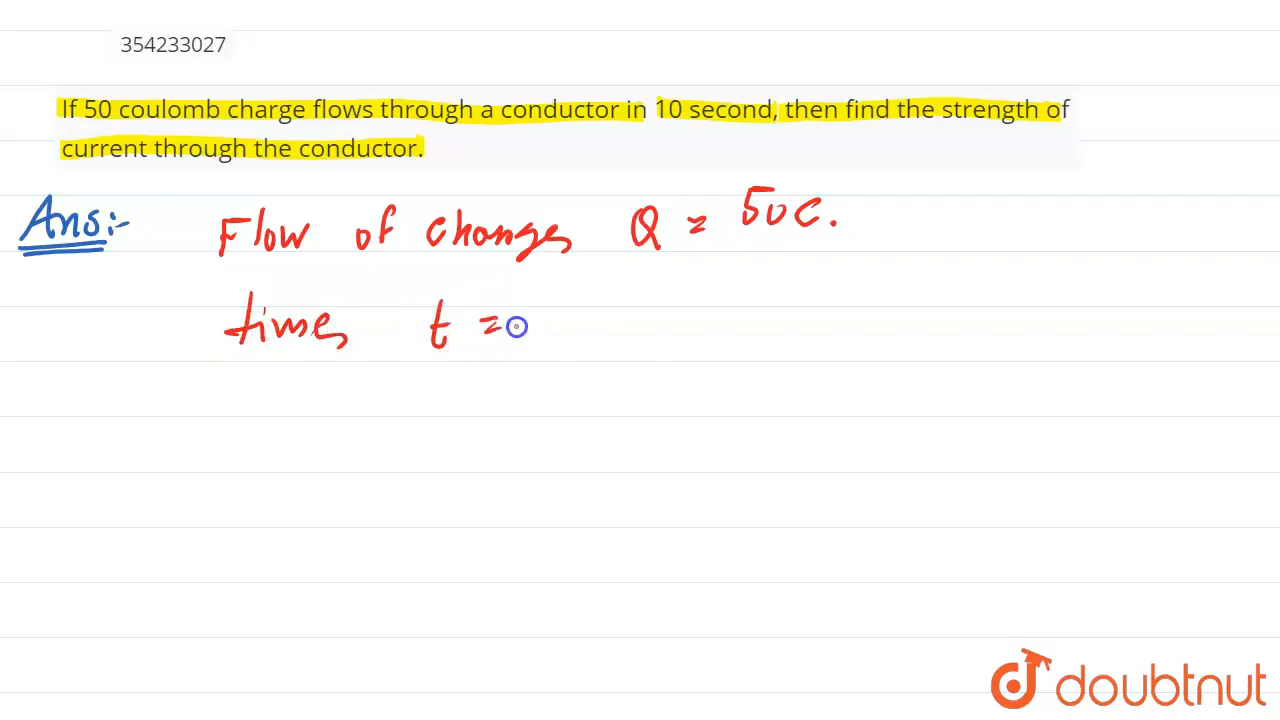 354233027
If 50 coulomb charge flows through a conductor in 10 second, then find the strength of
current through the conductor.
Ans:-
Flow of charge, Q = 50C.
time, t =
doubtnut